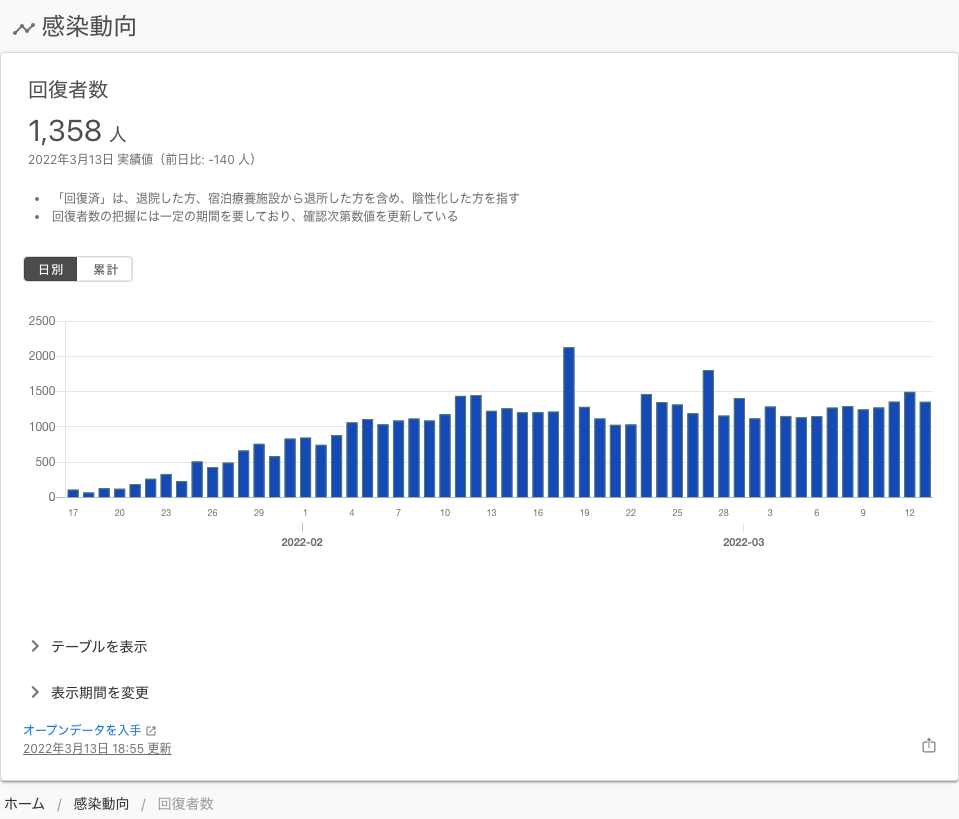 感染動向
回復者数
1,358 人
2022年3月13日 実績値（前日比: -140 人）
「回復済」は、退院した方、宿泊療養施設から退所した方を含め、陰性化した方を指す
回復者数の把握には一定の期間を要しており、確認次第数値を更新している
日別 累計
2500
2000
1500
1000
500
0
17 20 23 26 29 1 4 7 10 13 16 19 22 25 28 3 6 9 12
2022-02 2022-03
テーブルを表示
表示期間を変更
オープンデータを入手
2022年3月13日 18:55 更新
ホーム / 感染動向 / 回復者数